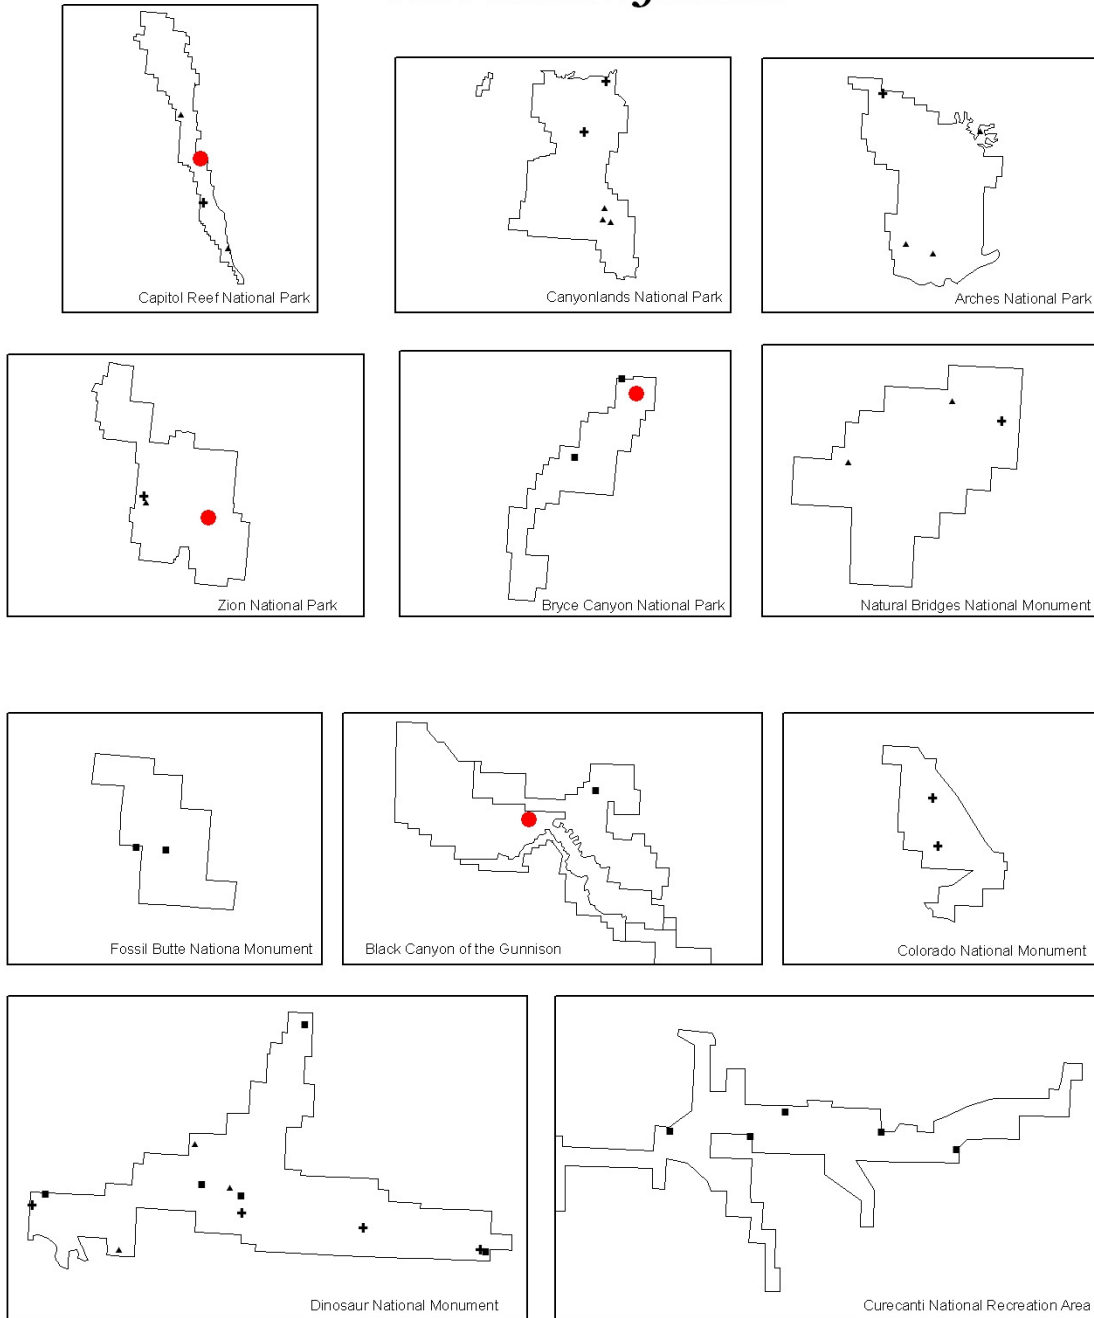 Capitol Reef National Park
Canyonlands National Park
Arches National Park
Zion National Park
Bryce Canyon National Park
Natural Bridges National Monument
Fossil Butte Nationa Monument
Black Canyon of the Gunnison
Colorado National Monument
Dinosaur National Monument
Curecanti National Recreation Area